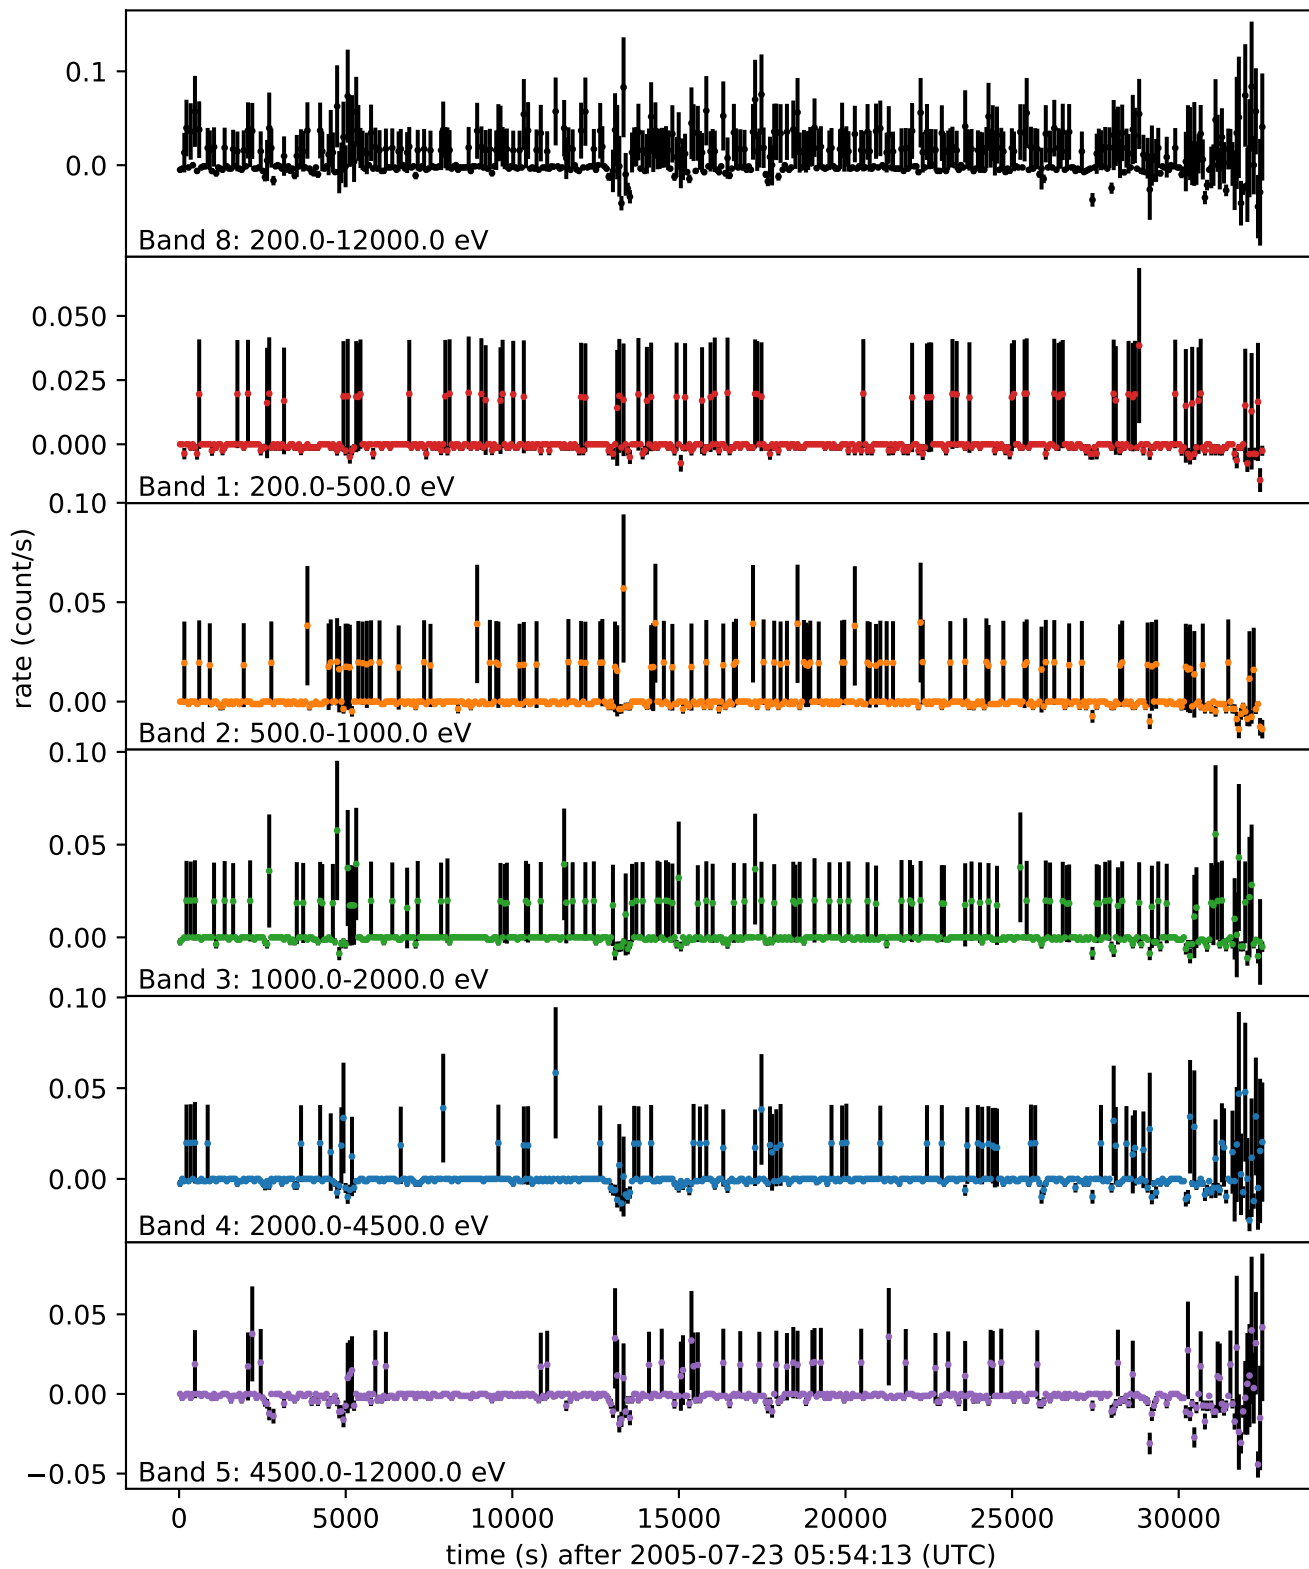 0.1
0.0
Band 8: 200.0-12000.0 eV
0.050
0.025
0.000
Band 1: 200.0-500.0 eV
0.10
0.05
0.00
Band 2: 500.0-1000.0 eV
rate (count/s)
0.10
0.05
0.00
Band 3: 1000.0-2000.0 eV
0.10
0.05
0.00
Band 4: 2000.0-4500.0 eV
0.05
0.00
−0.05
Band 5: 4500.0-12000.0 eV
0 5000 10000 15000 20000 25000 30000
time (s) after 2005-07-23 05:54:13 (UTC)